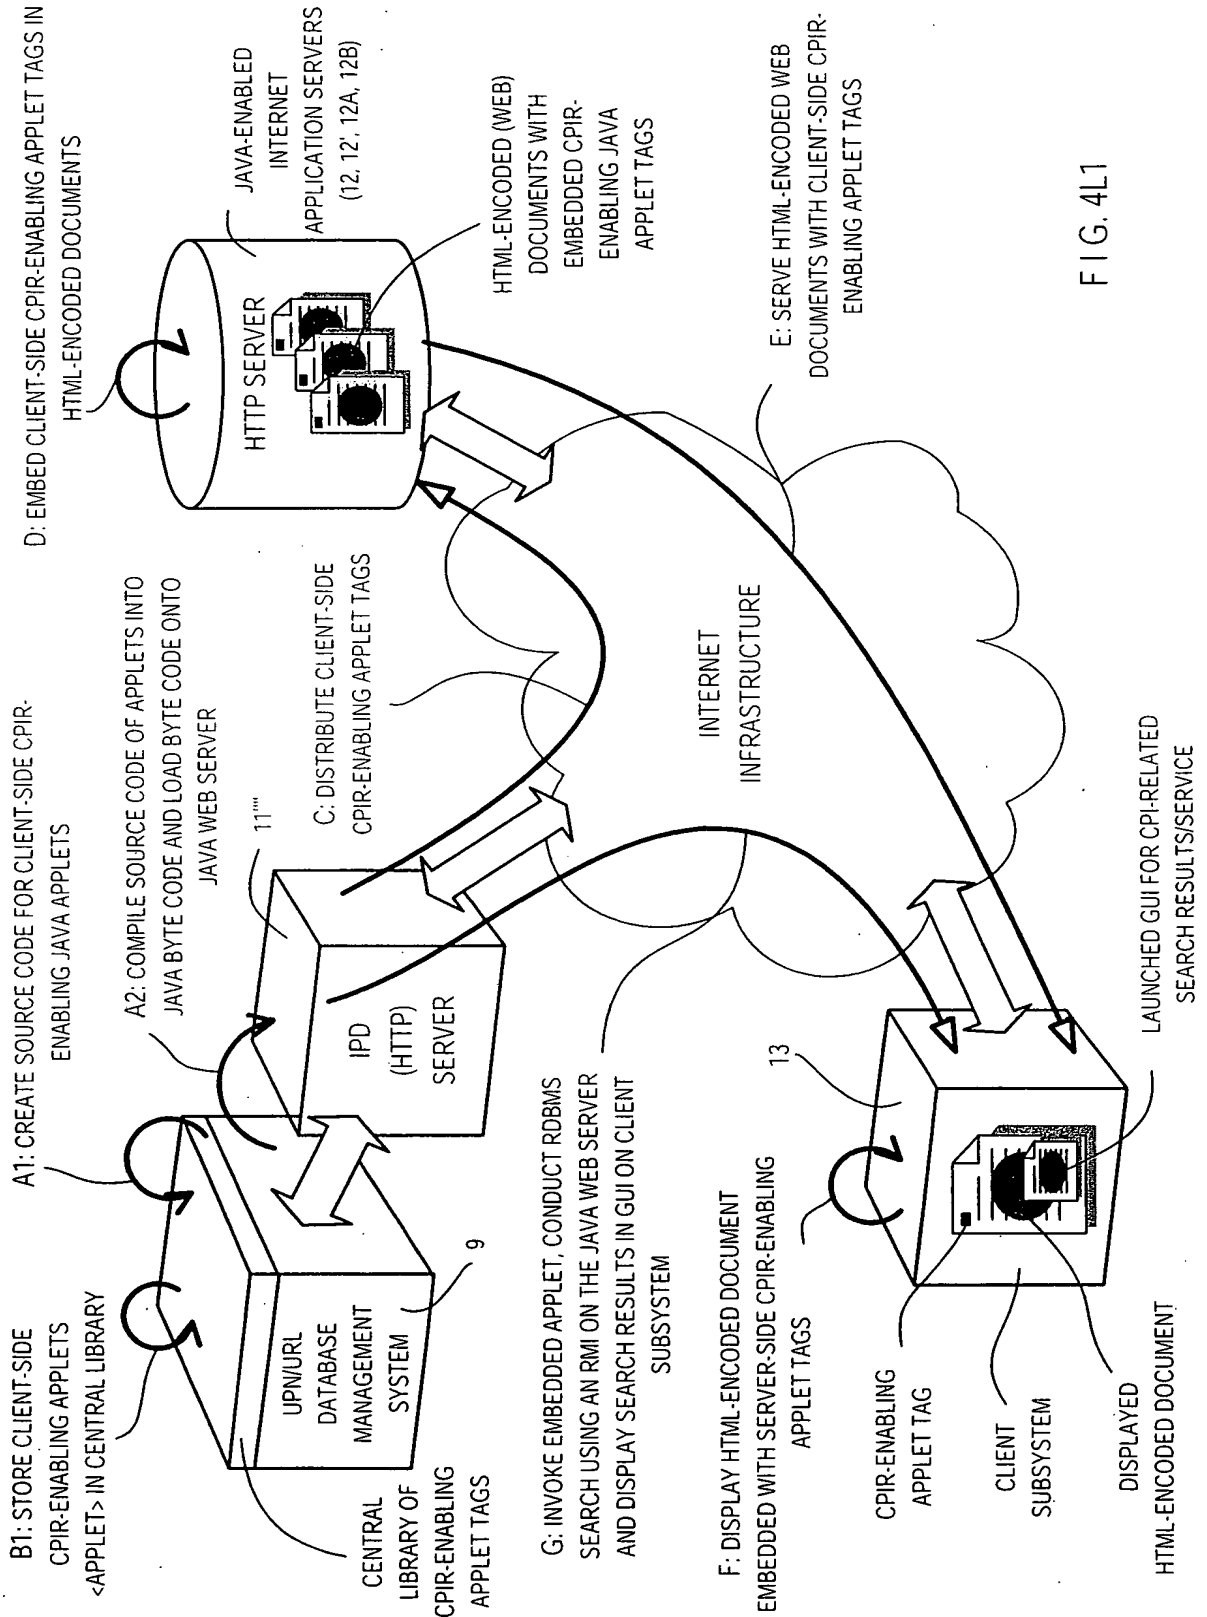 A1: CREATE SOURCE CODE FOR CLIENT-SIDE CPIR-
ENABLING JAVA APPLETS
B1: STORE CLIENT-SIDE
CPIR-ENABLING APPLETS
<APPLET> IN CENTRAL LIBRARY
A2: COMPILE SOURCE CODE OF APPLETS INTO
JAVA BYTE CODE AND LOAD BYTE CODE ONTO
JAVA WEB SERVER
D: EMBED CLIENT-SIDE CPIR-ENABLING APPLET TAGS IN
HTML-ENCODED DOCUMENTS
JAVA-ENABLED
INTERNET
APPLICATION SERVERS
(12, 12', 12A, 12B)
HTTP SERVER
11""
UPN/URL
DATABASE
MANAGEMENT
SYSTEM
9
IPD
(HTTP)
SERVER
C: DISTRIBUTE CLIENT-SIDE
CPIR-ENABLING APPLET TAGS
HTML-ENCODED (WEB)
DOCUMENTS WITH
EMBEDDED CPIR-
ENABLING JAVA
APPLET TAGS
CENTRAL
LIBRARY OF
CPIR-ENABLING
APPLET TAGS
G: INVOKE EMBEDDED APPLET, CONDUCT RDBMS
SEARCH USING AN RMI ON THE JAVA WEB SERVER
AND DISPLAY SEARCH RESULTS IN GUI ON CLIENT
SUBSYSTEM
INTERNET
INFRASTRUCTURE
E: SERVE HTML-ENCODED WEB
DOCUMENTS WITH CLIENT-SIDE CPIR-
ENABLING APPLET TAGS
F: DISPLAY HTML-ENCODED DOCUMENT
EMBEDDED WITH SERVER-SIDE CPIR-ENABLING
APPLET TAGS
13
CPIR-ENABLING
APPLET TAG
CLIENT
SUBSYSTEM
DISPLAYED
HTML-ENCODED DOCUMENT
LAUNCHED GUI FOR CPI-RELATED
SEARCH RESULTS/SERVICE
FIG. 4L1